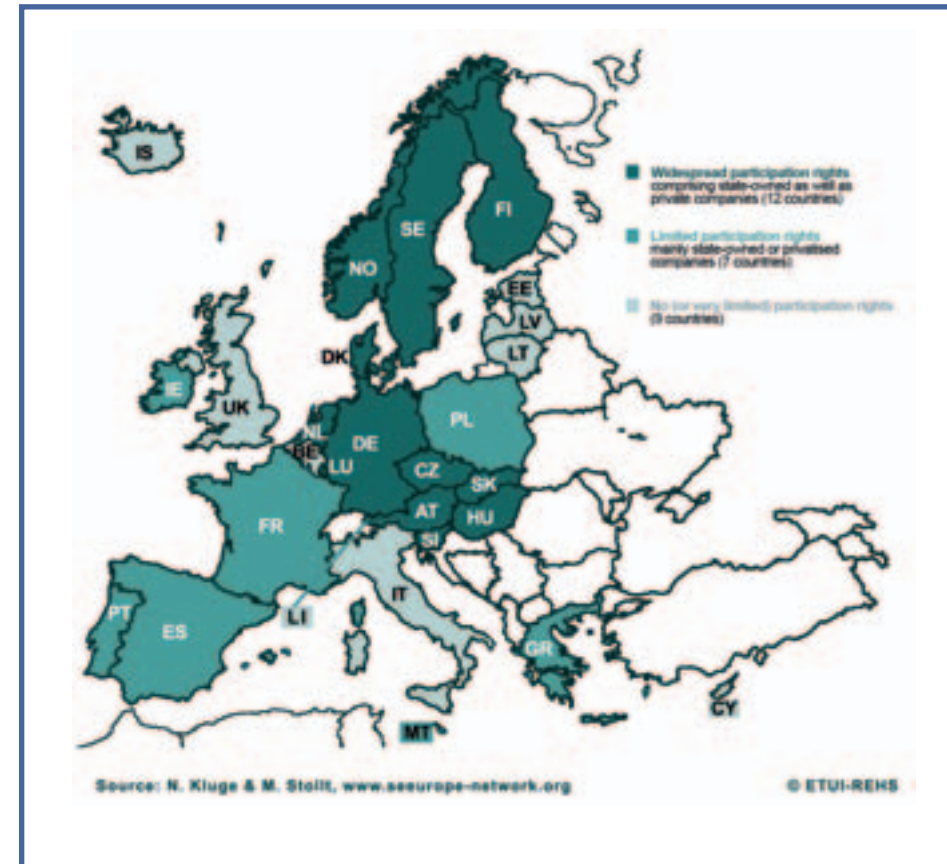 IS
Widespread participation rights
comprising state-owned as well as
private companies (12 countries)
FI
SE
NO
Limited participation rights
mainly state-owned or privatised
companies (7 countries)
EE
No (or very limited) participation rights
(9 countries)
LV
LT
DK
IE
UK
PL
NL
DE
BE
LU
CZ
SK
AT
HU
FR
SI
IT
PT
LI
ES
GR
CY
MT
Source: N. Kluge & M. Stollt, www.seeurope-network.org
© ETUI-REHS